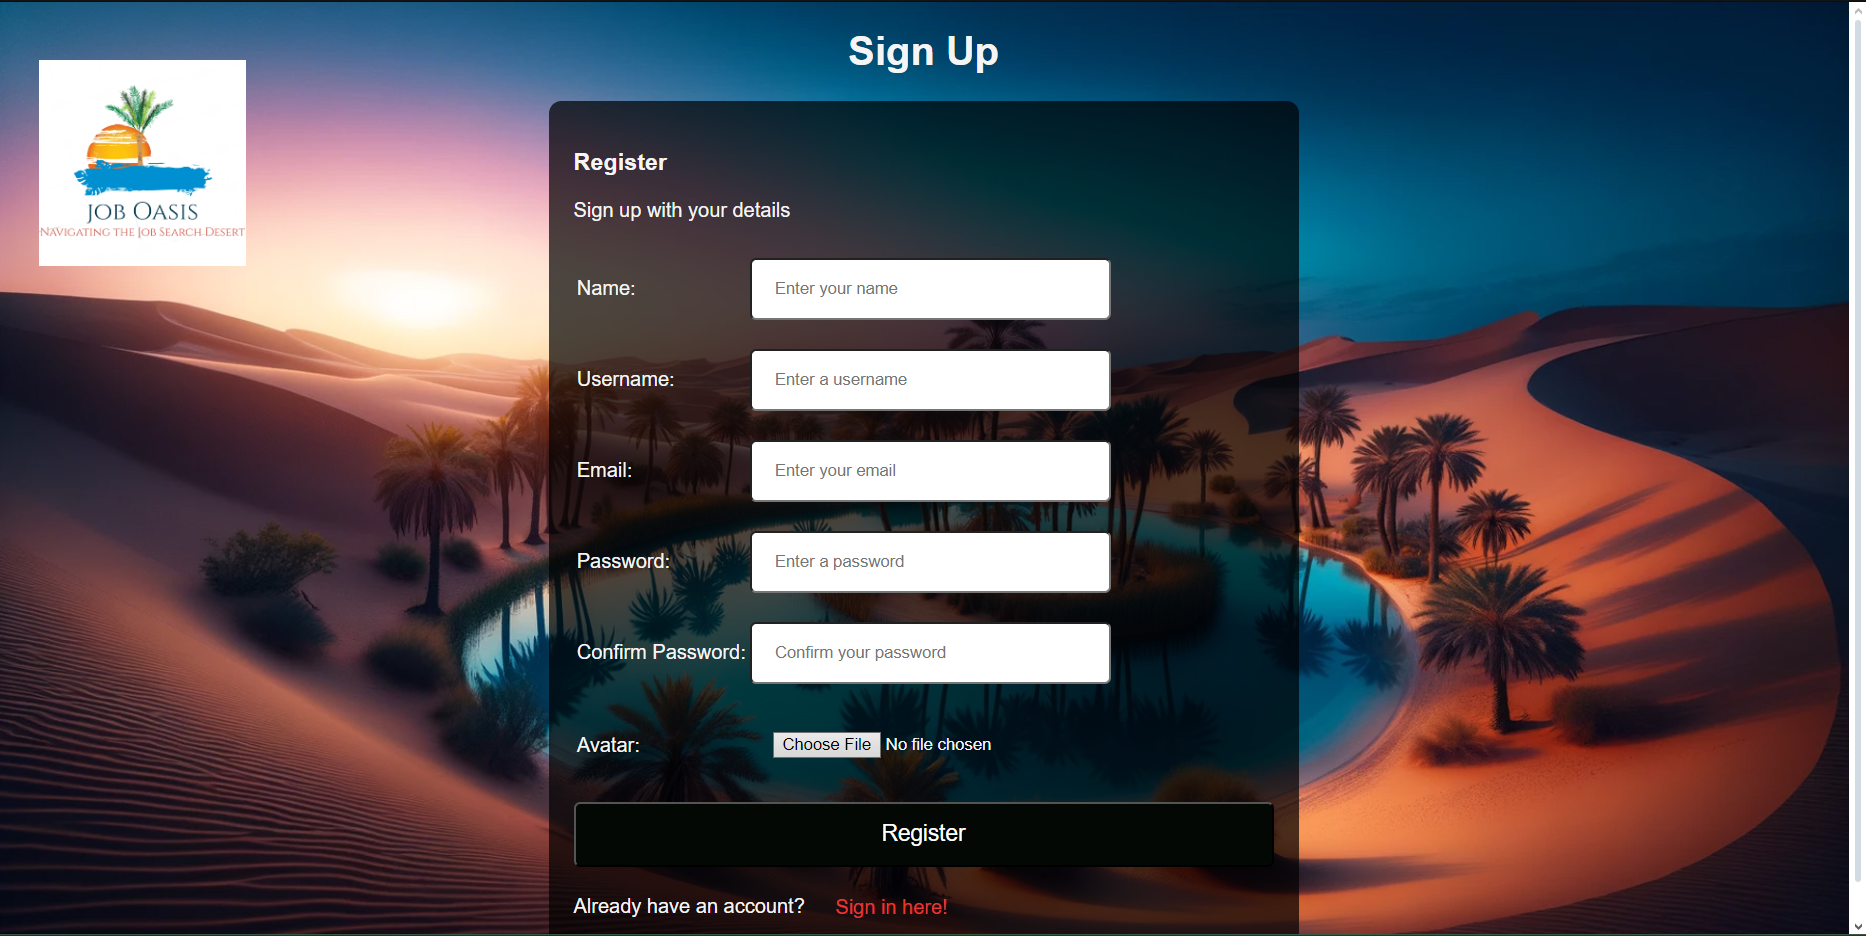 Sign Up
JOB OASIS
NAVIGATING THE JOB SEARCH DESERT
Register
Sign up with your details
Name:
Enter your name
Username:
Enter a username
Email:
Enter your email
Password:
Enter a password
Confirm Password:
Confirm your password
Avatar:
Choose File No file chosen
Register
Already have an account? Sign in here!